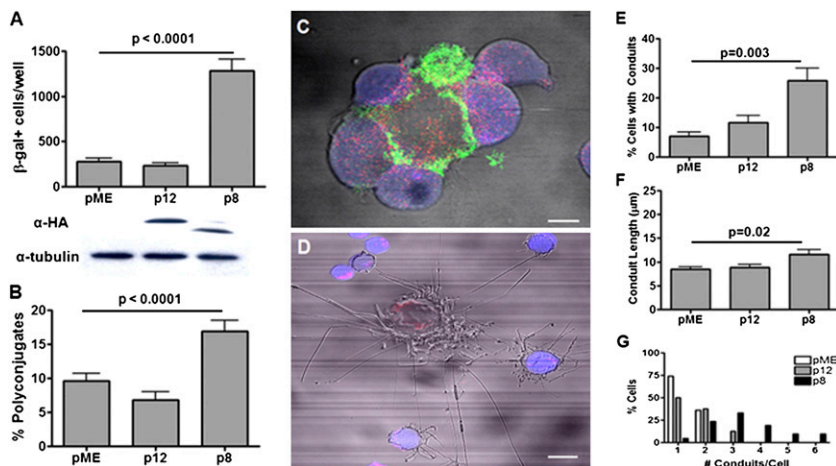 A
p < 0.0001
β-gal+ cells/well
1500
1000
500
0
pME p12 p8
α-HA
α-tubulin
B
p < 0.0001
% Polyconjugates
20
15
10
5
0
pME p12 p8
C
D
E
p=0.003
% Cells with Conduits
40
30
20
10
0
pME p12 p8
F
p=0.02
Conduit Length (µm)
25
20
15
10
5
0
pME p12 p8
G
% Cells
100
75
50
25
0
pME
p12
p8
1 2 3 4 5 6
# Conduits/Cell